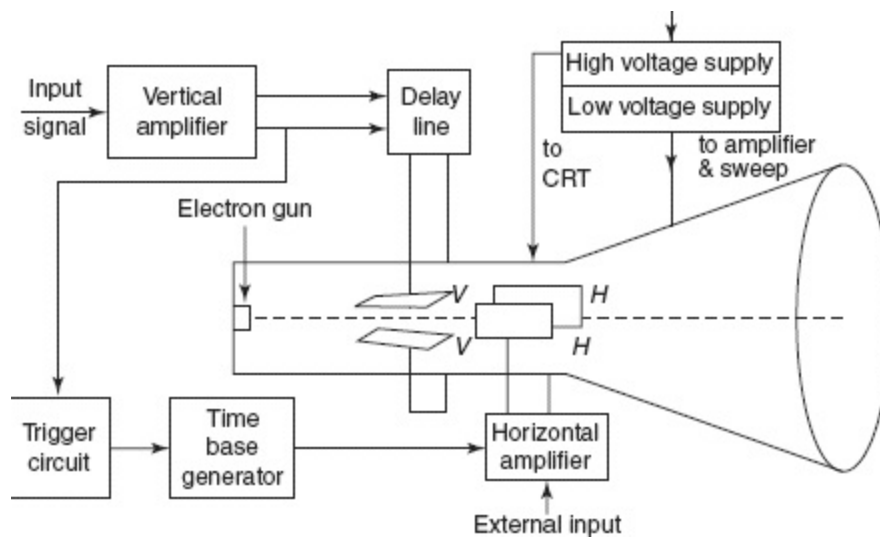 Input
signal
Vertical
amplifier
Delay
line
High voltage supply
Low voltage supply
to
CRT
to amplifier
& sweep
Electron gun
V
H
V
H
Trigger
circuit
Time
base
generator
Horizontal
amplifier
External input